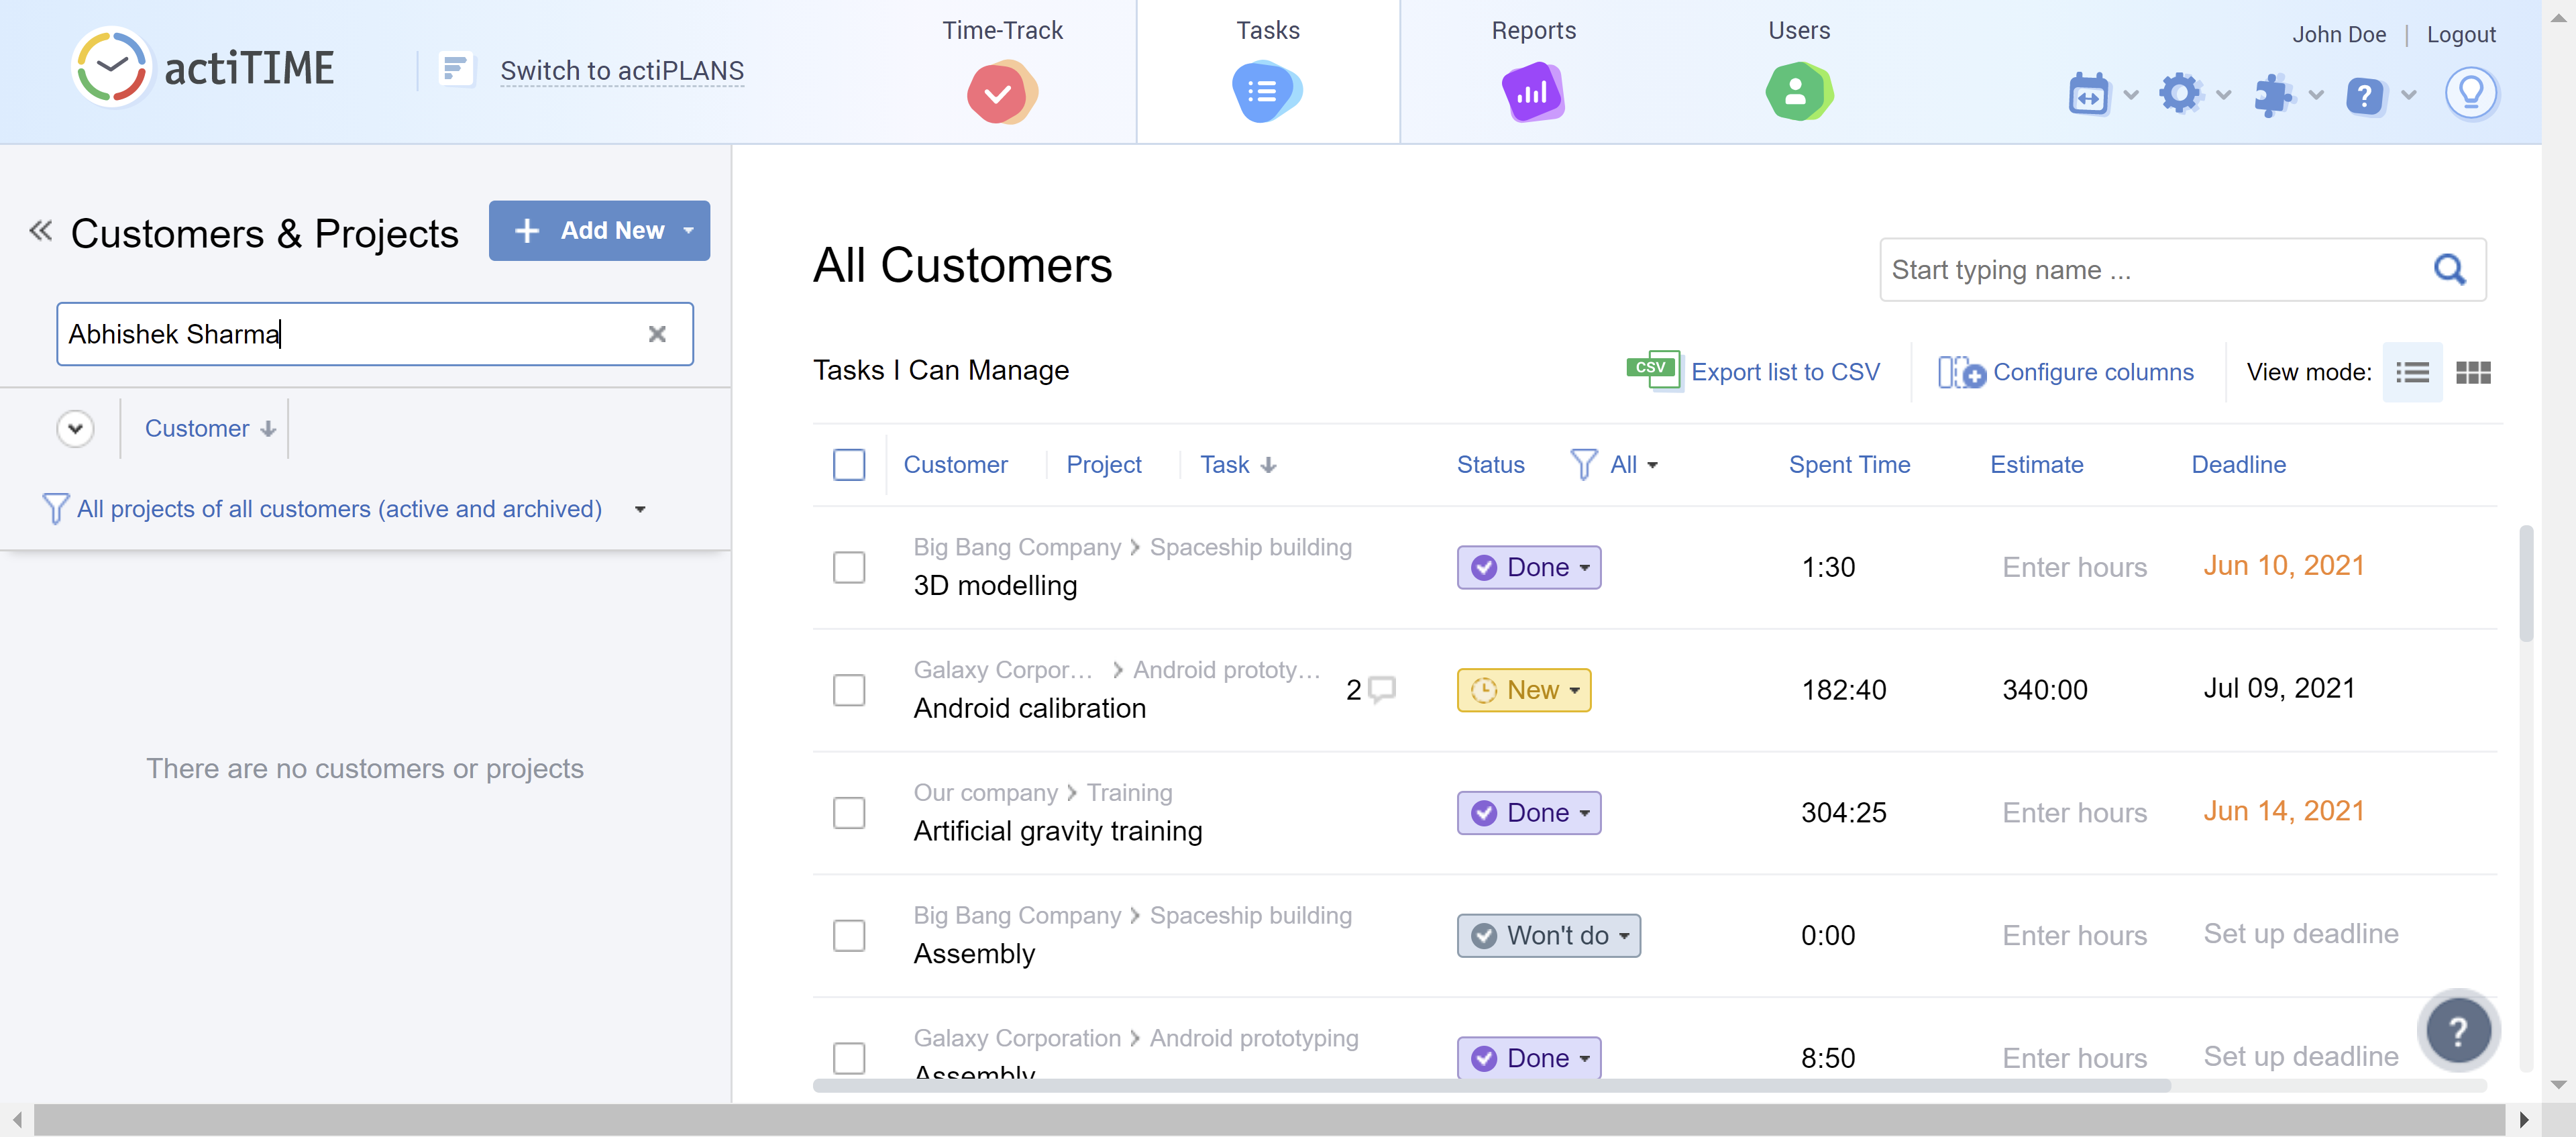 actiTIME
Switch to actiPLANS
Time-Track
Tasks
Reports
Users
John Doe
Logout
Customers & Projects
Add New
Abhishek Sharma
Customer
All projects of all customers (active and archived)
There are no customers or projects
All Customers
Start typing name ...
Tasks I Can Manage
CSV Export list to CSV
Configure columns
View mode:
Customer Project Task Status All Spent Time Estimate Deadline
Big Bang Company Spaceship building
3D modelling
Done 1:30 Enter hours Jun 10, 2021
Galaxy Corpor... Android prototy...
Android calibration
2 New 182:40 340:00 Jul 09, 2021
Our company Training
Artificial gravity training
Done 304:25 Enter hours Jun 14, 2021
Big Bang Company Spaceship building
Assembly
Won't do 0:00 Enter hours Set up deadline
Galaxy Corporation Android prototyping
Assembly
Done 8:50 Enter hours Set up deadline
?